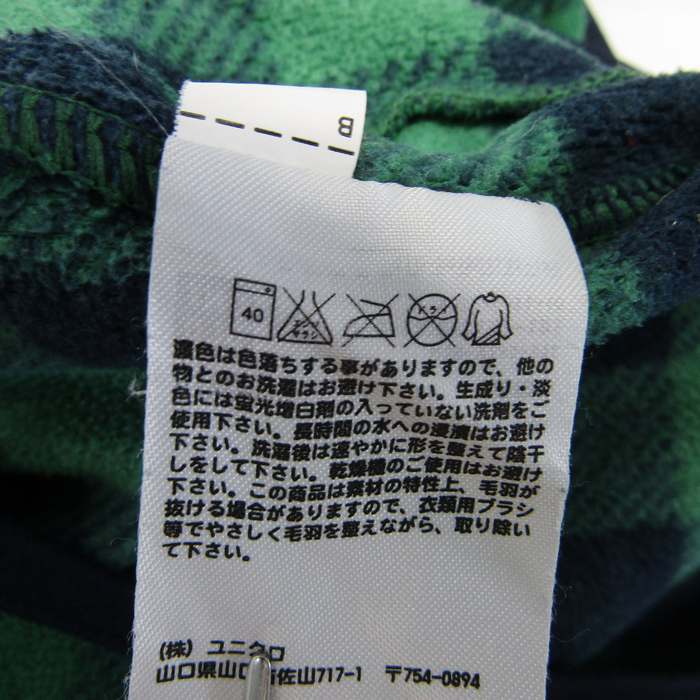 B
40
エンソ サラシ
濃色は色落ちする事がありますので、他の
物とのお洗濯はお避け下さい。生成り・淡
色には蛍光増白剤の入っていない洗剤をご
使用下さい。長時間の水への浸漬はお避け
下さい。洗濯後は速やかに形を整えて陰干
しをして下さい。乾燥機のご使用はお避け
下さい。この商品は素材の特性上、毛羽が
抜ける場合がありますので、衣類用ブラシ
等でやさしく毛羽を整えながら、取り除い
て下さい。
(株) ユニクロ
山口県山口 佐山717-1 〒754-0894